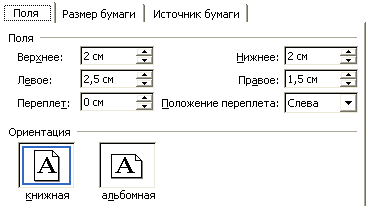 Поля Размер бумаги Источник бумаги
Поля
Верхнее: 2 см Нижнее: 2 см
Левое: 2,5 см Правое: 1,5 см
Переплет: 0 см Положение переплета: Слева
Ориентация
A A
книжная альбомная